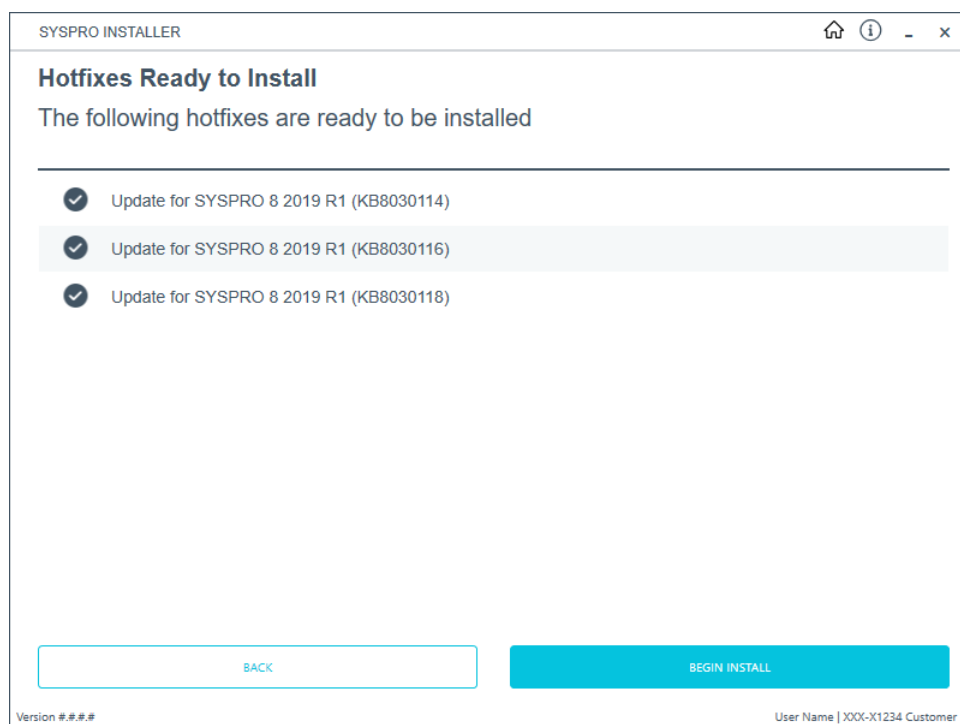 SYSPRO INSTALLER
Hotfixes Ready to Install
The following hotfixes are ready to be installed
Update for SYSPRO 8 2019 R1 (KB8030114)
Update for SYSPRO 8 2019 R1 (KB8030116)
Update for SYSPRO 8 2019 R1 (KB8030118)
BACK
BEGIN INSTALL
Version #.#.#.#
User Name | XXX-X1234 Customer